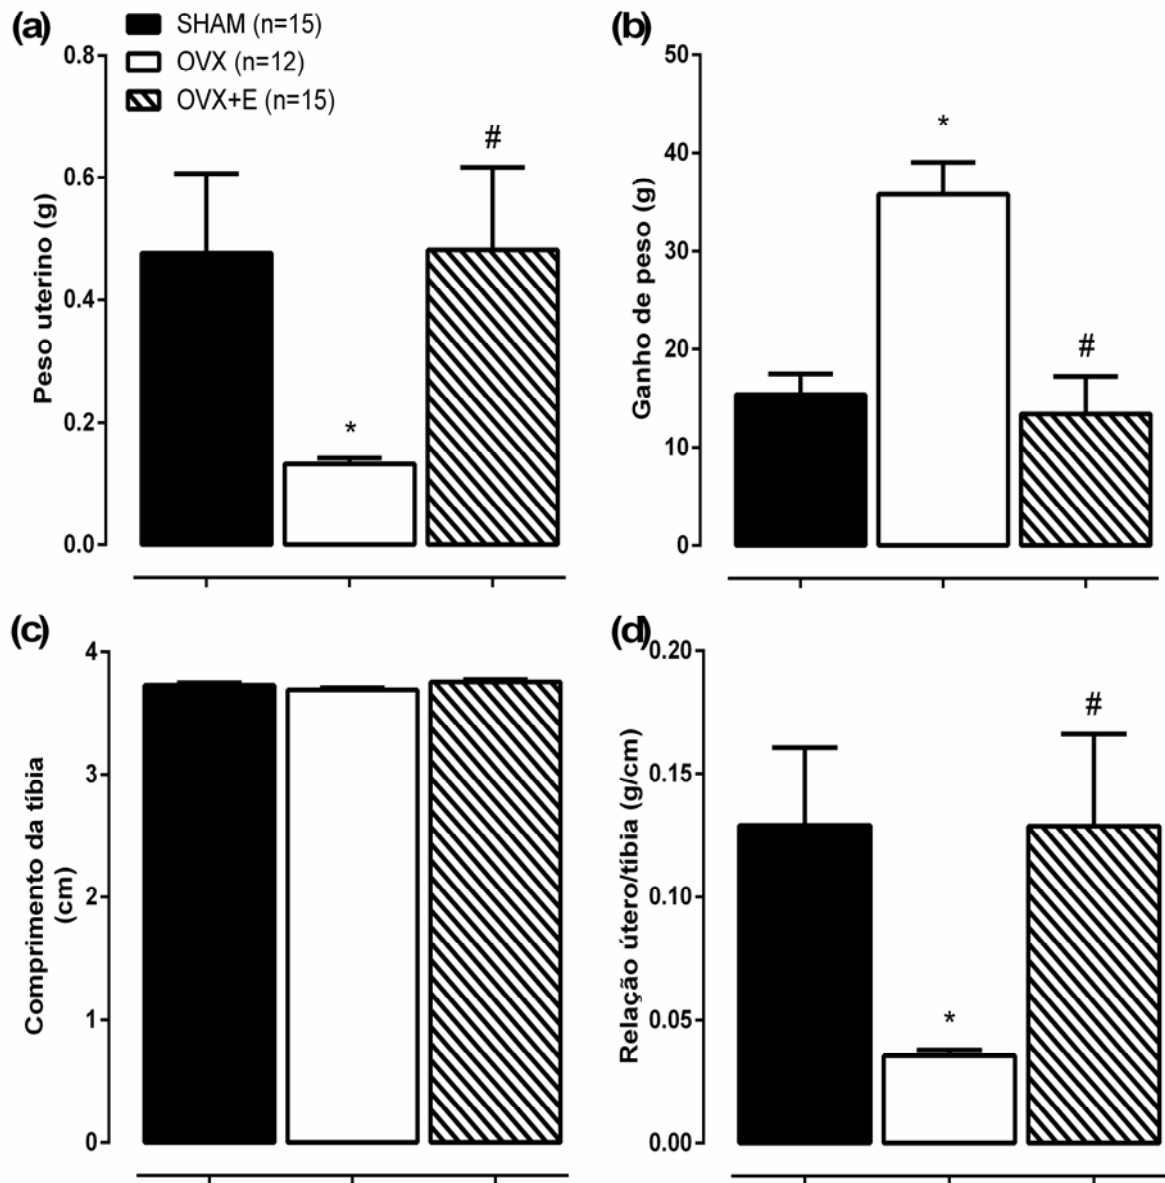 (a)
SHAM (n=15)
OVX (n=12)
OVX+E (n=15)
0.8
0.6
0.4
0.2
0.0
Peso uterino (g)
*
#
(b)
50
40
30
20
10
0
Ganho de peso (g)
*
#
(c)
4
3
2
1
0
Comprimento da tíbia
(cm)
(d)
0.20
0.15
0.10
0.05
0.00
Relação útero/tíbia (g/cm)
*
#